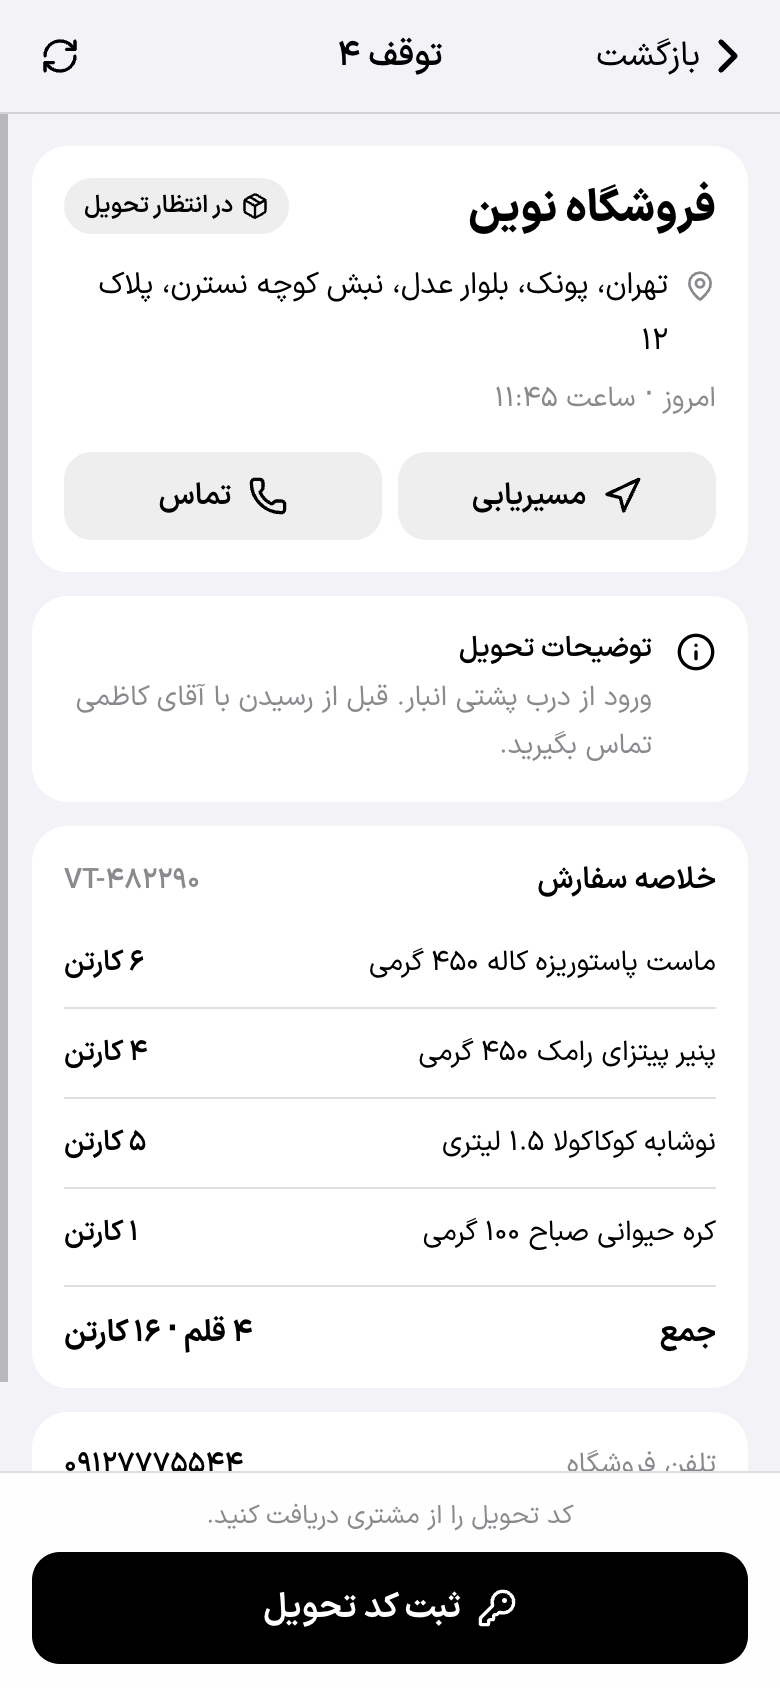 بازگشت
توقف ۴
فروشگاه نوین
در انتظار تحویل
تهران، پونک، بلوار عدل، نبش کوچه نسترن، پلاک
۱۲
امروز · ساعت ۱۱:۴۵
مسیریابی
تماس
توضیحات تحویل
ورود از درب پشتی انبار. قبل از رسیدن با آقای کاظمی
تماس بگیرید.
خلاصه سفارش
VT-۴۸۲۲۹۰
ماست پاستوریزه کاله ۴۵۰ گرمی
۶ کارتن
پنیر پیتزای رامک ۴۵۰ گرمی
۴ کارتن
نوشابه کوکاکولا ۱.۵ لیتری
۵ کارتن
کره حیوانی صباح ۱۰۰ گرمی
۱ کارتن
جمع
۴ قلم · ۱۶ کارتن
تلفن فروشگاه
۰۹۱۲۷۷۷۵۵۴۴
کد تحویل را از مشتری دریافت کنید.
ثبت کد تحویل